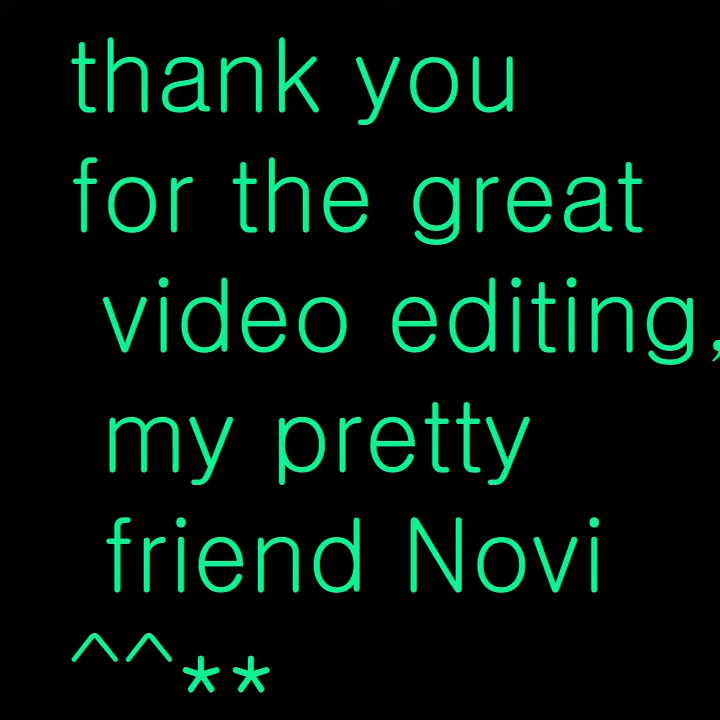 thank you
for the great
video editing,
my pretty
friend Novi
^^**